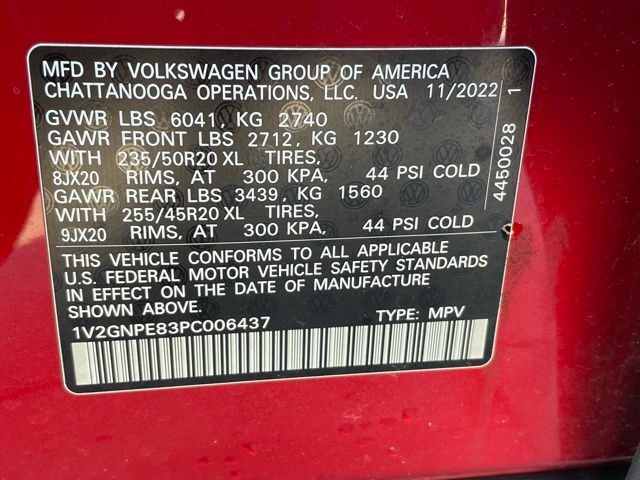 MFD BY VOLKSWAGEN GROUP OF AMERICA
CHATTANOOGA OPERATIONS, LLC. USA 11/2022
GVWR LBS 6041, KG 2740
GAWR FRONT LBS 2712, KG 1230
WITH 235/50R20 XL TIRES,
8JX20 RIMS, AT 300 KPA, 44 PSI COLD
GAWR REAR LBS 3439, KG 1560
WITH 255/45R20 XL TIRES,
9JX20 RIMS, AT 300 KPA, 44 PSI COLD
THIS VEHICLE CONFORMS TO ALL APPLICABLE
U.S. FEDERAL MOTOR VEHICLE SAFETY STANDARDS
IN EFFECT ON THE DATE OF MANUFACTURE
SHOWN ABOVE
1V2GNPE83PC006437 TYPE: MPV
4450028 1